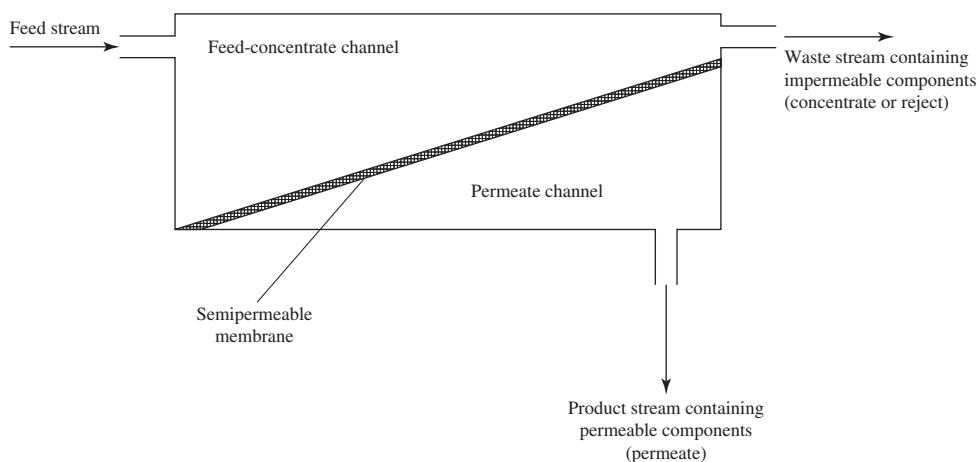 Feed stream
Feed-concentrate channel
Waste stream containing
impermeable components
(concentrate or reject)
Permeate channel
Semipermeable
membrane
Product stream containing
permeable components
(permeate)